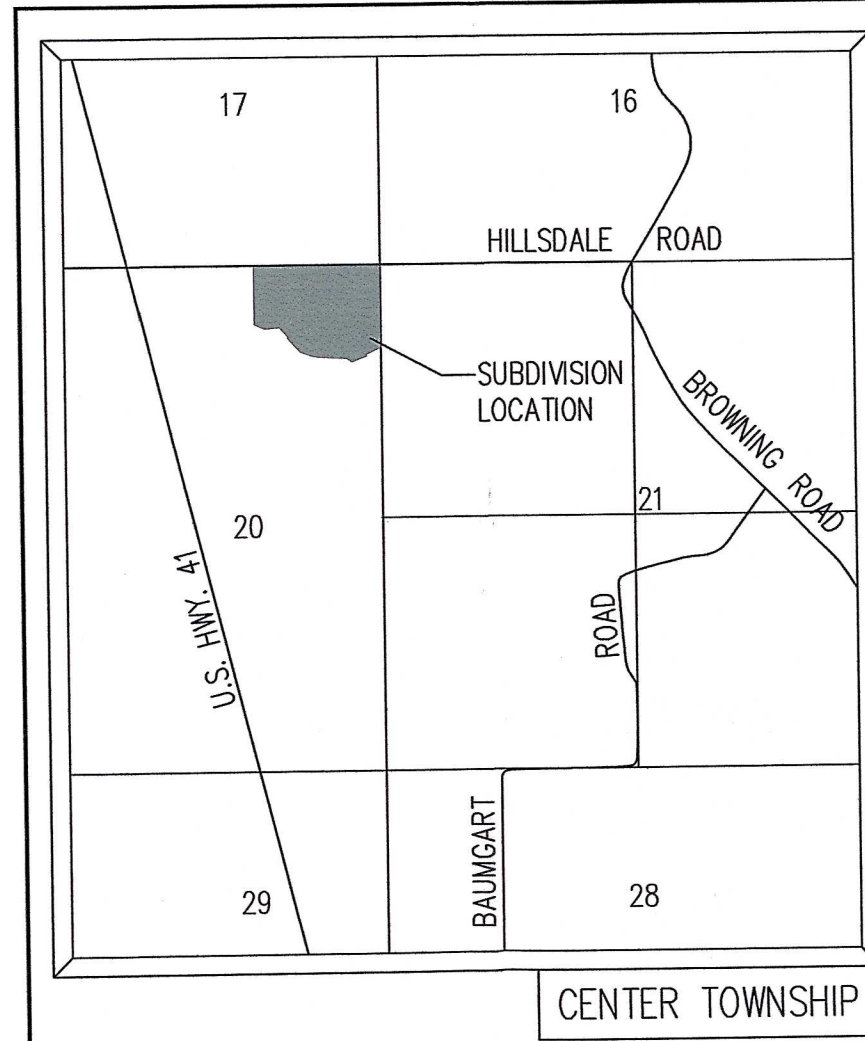 17
16
HILLSDALE ROAD
SUBDIVISION
LOCATION
BROWNING ROAD
21
20
U.S. HWY. 41
ROAD
BAUMGART
29
28
CENTER TOWNSHIP